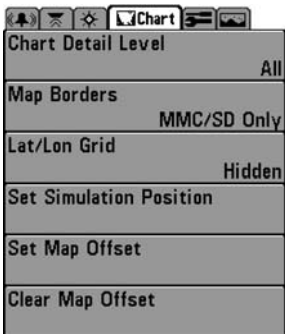 Chart
Chart Detail Level
All
Map Borders
MMC/SD Only
Lat/Lon Grid
Hidden
Set Simulation Position
Set Map Offset
Clear Map Offset